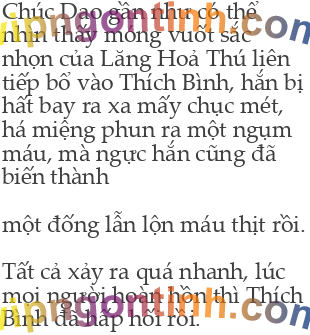 Chúc Dao gần như có thể
nhìn thấy móng vuốt sắc
nhọn của Lăng Hoả Thú liên
tiếp bổ vào Thích Bình, hắn bị
hất bay ra xa mấy chục mét,
há miệng phun ra một ngụm
máu, mà ngực hắn cũng đã
biến thành
một đống lẫn lộn máu thịt rồi.
Tất cả xảy ra quá nhanh, lúc
mọi người hoàn hồn thì Thích
Bình đã hấp hối rồi.
vipngontinh.com
vipngontinh.com